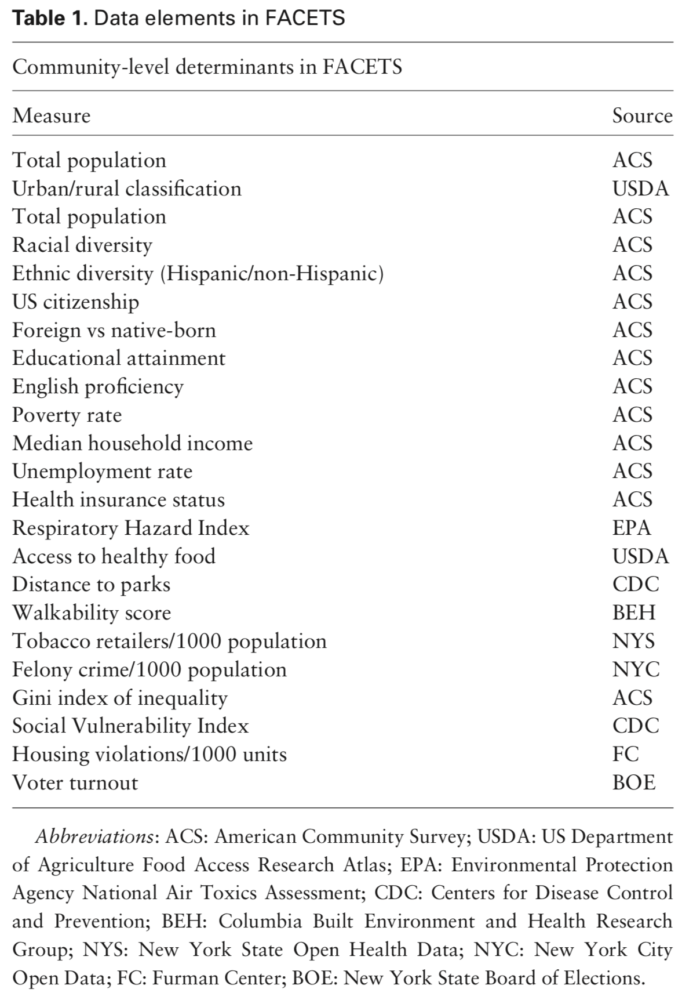 Table 1. Data elements in FACETS
Community-level determinants in FACETS
Measure Source
Total population ACS
Urban/rural classification USDA
Total population ACS
Racial diversity ACS
Ethnic diversity (Hispanic/non-Hispanic) ACS
US citizenship ACS
Foreign vs native-born ACS
Educational attainment ACS
English proficiency ACS
Poverty rate ACS
Median household income ACS
Unemployment rate ACS
Health insurance status ACS
Respiratory Hazard Index EPA
Access to healthy food USDA
Distance to parks CDC
Walkability score BEH
Tobacco retailers/1000 population NYS
Felony crime/1000 population NYC
Gini index of inequality ACS
Social Vulnerability Index CDC
Housing violations/1000 units FC
Voter turnout BOE
Abbreviations: ACS: American Community Survey; USDA: US Department
of Agriculture Food Access Research Atlas; EPA: Environmental Protection
Agency National Air Toxics Assessment; CDC: Centers for Disease Control
and Prevention; BEH: Columbia Built Environment and Health Research
Group; NYS: New York State Open Health Data; NYC: New York City
Open Data; FC: Furman Center; BOE: New York State Board of Elections.